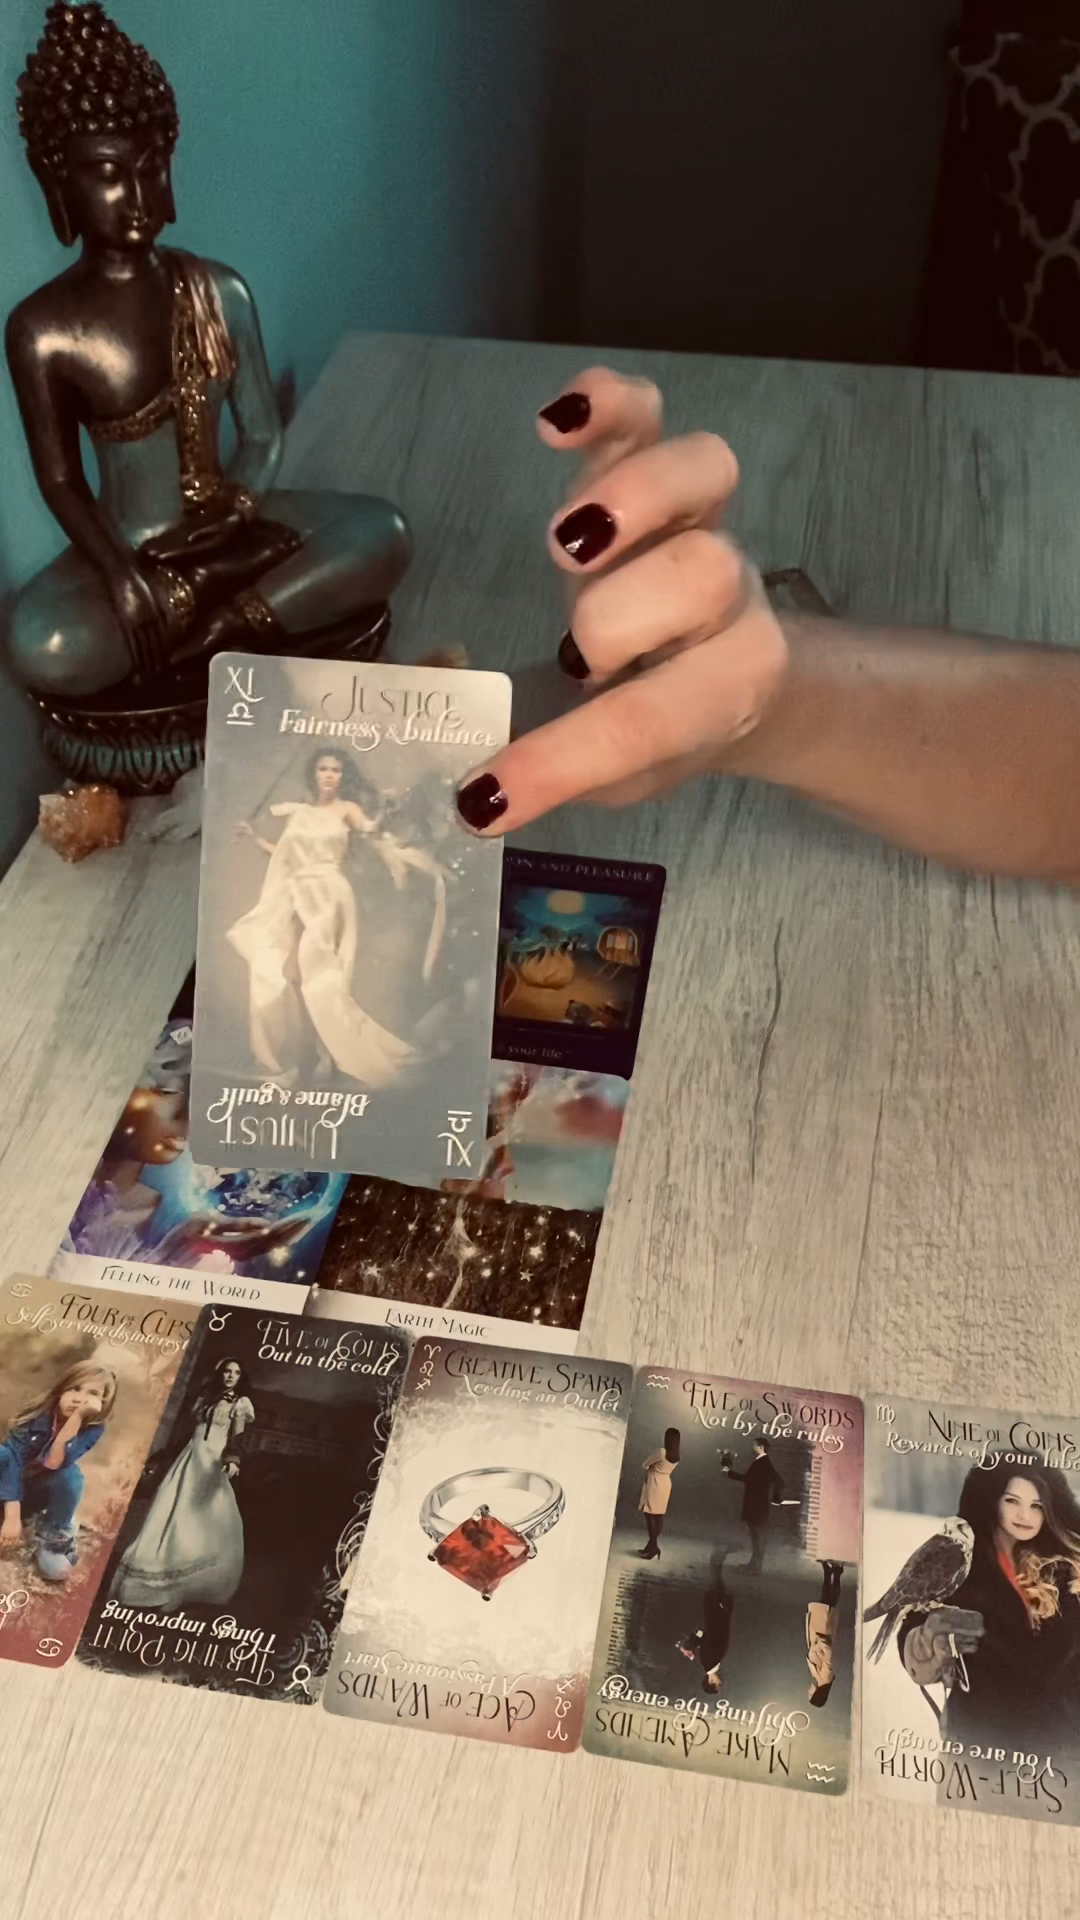 XI
JUSTICE
Fairness & balance
Blame & guilt
UNJUST
XI
AND PLEASURE
your life."
FEELING THE WORLD
EARTH MAGIC
FOUR OF CUPS
Self-serving disinterest
FIVE OF COINS
Out in the cold
Things improving
TURNING POINT
CREATIVE SPARK
Needing an Outlet
A Passionate Start
ACE OF WANDS
FIVE OF SWORDS
Not by the rules
Shifting the energy
MAKE AMENDS
NINE OF COINS
Rewards of your
You are enough
SELF-WORTH